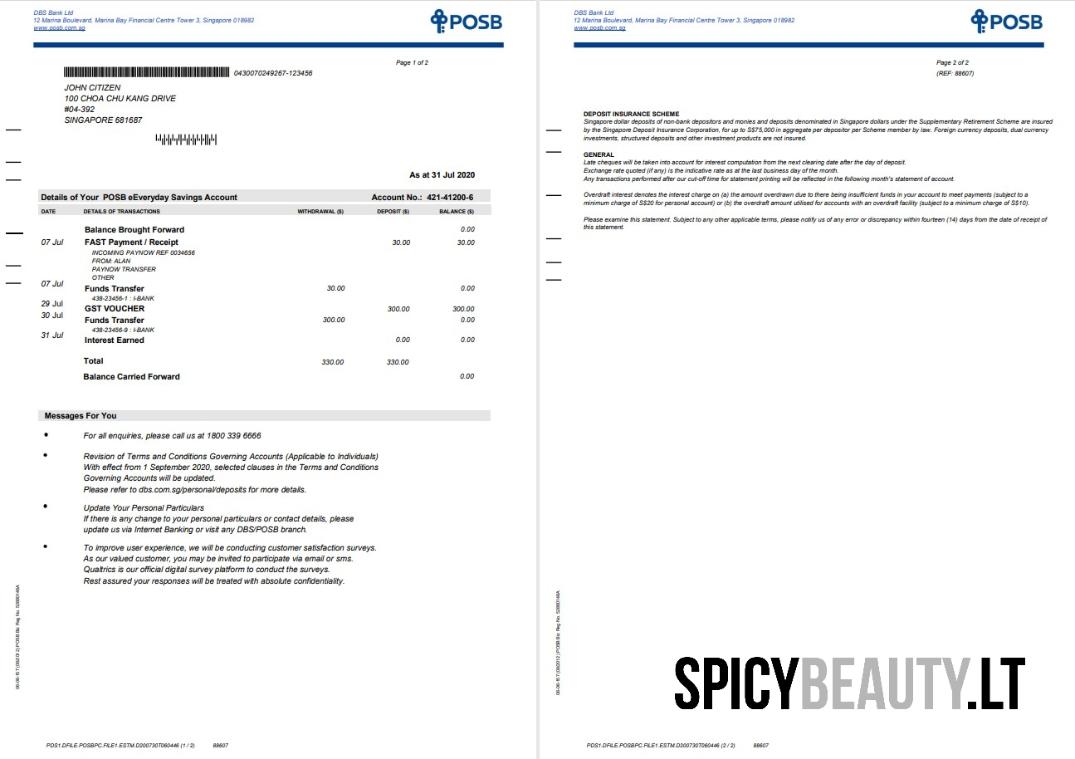 DBS Bank Ltd
12 Marina Boulevard, Marina Bay Financial Centre Tower 3, Singapore 018982
www.posb.com.sg
POSB
Page 1 of 2
0430070249267-123456
JOHN CITIZEN
100 CHOA CHU KANG DRIVE
#04-392
SINGAPORE 681687
As at 31 Jul 2020
Details of Your POSB eEveryday Savings Account Account No.: 421-41200-6
DATE DETAILS OF TRANSACTIONS WITHDRAWAL ($) DEPOSIT ($) BALANCE ($)
Balance Brought Forward 0.00
07 Jul FAST Payment / Receipt 30.00 30.00
INCOMING PAYNOW REF 0034656
FROM: ALAN
PAYNOW TRANSFER
OTHER
07 Jul Funds Transfer 30.00 0.00
438-23456-1 : I-BANK
29 Jul GST VOUCHER 300.00 300.00
30 Jul Funds Transfer 300.00 0.00
438-23456-9 : I-BANK
31 Jul Interest Earned 0.00 0.00
Total 330.00 330.00
Balance Carried Forward 0.00
Messages For You
• For all enquiries, please call us at 1800 339 6666
• Revision of Terms and Conditions Governing Accounts (Applicable to Individuals)
With effect from 1 September 2020, selected clauses in the Terms and Conditions
Governing Accounts will be updated.
Please refer to dbs.com.sg/personal/deposits for more details.
• Update Your Personal Particulars
If there is any change to your personal particulars or contact details, please
update us via Internet Banking or visit any DBS/POSB branch.
• To improve user experience, we will be conducting customer satisfaction surveys.
As our valued customer, you may be invited to participate via email or sms.
Qualtrics is our official digital survey platform to conduct the surveys.
Rest assured your responses will be treated with absolute confidentiality.
PDS1.DFILE.POSBPC.FILE1.ESTM.D200730T060446 (1 / 2) 88607
DBS Bank Ltd
12 Marina Boulevard, Marina Bay Financial Centre Tower 3, Singapore 018982
www.posb.com.sg
POSB
Page 2 of 2
(REF: 88607)
DEPOSIT INSURANCE SCHEME
Singapore dollar deposits of non-bank depositors and monies and deposits denominated in Singapore dollars under the Supplementary Retirement Scheme are insured
by the Singapore Deposit Insurance Corporation, for up to S$75,000 in aggregate per depositor per Scheme member by law. Foreign currency deposits, dual currency
investments, structured deposits and other investment products are not insured.
GENERAL
Late cheques will be taken into account for interest computation from the next clearing date after the day of deposit.
Exchange rate quoted (if any) is the indicative rate as at the last business day of the month.
Any transactions performed after our cut-off time for statement printing will be reflected in the following month's statement of account.
Overdraft interest denotes the interest charge on (a) the amount overdrawn due to there being insufficient funds in your account to meet payments (subject to a
minimum charge of S$20 for personal account) or (b) the overdraft amount utilised for accounts with an overdraft facility (subject to a minimum charge of S$10).
Please examine this statement. Subject to any other applicable terms, please notify us of any error or discrepancy within fourteen (14) days from the date of receipt of
this statement.
SPICYBEAUTY.LT
PDS1.DFILE.POSBPC.FILE1.ESTM.D200730T060446 (2 / 2) 88607